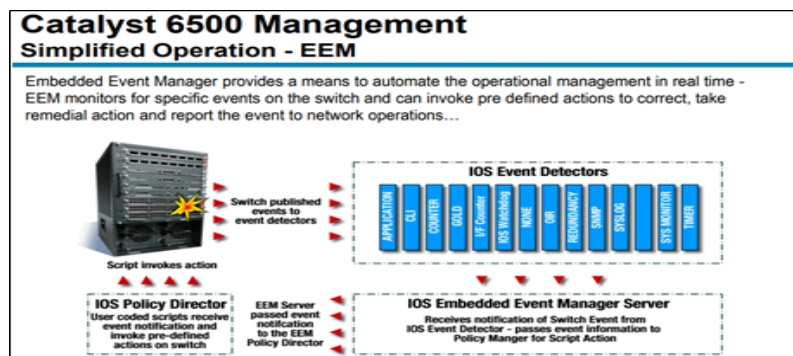 Catalyst 6500 Management
Simplified Operation - EEM
Embedded Event Manager provides a means to automate the operational management in real time -
EEM monitors for specific events on the switch and can invoke pre defined actions to correct, take
remedial action and report the event to network operations…
IOS Event Detectors
Switch published
events to
event detectors
APPLICATION
CLI
COUNTER
GOLD
I/F Counter
IOS Watchdog
NONE
OIR
REDUNDANCY
SNMP
SYSLOG
SYS MONITOR
TIMER
Script invokes action
IOS Policy Director
User coded scripts receive
event notification and
invoke pre-defined
actions on switch
EEM Server
passed event
notifcation
to the EEM
Policy Director
IOS Embedded Event Manager Server
Receives notification of Switch Event from
IOS Event Detector - passes event information to
Policy Manger for Script Action